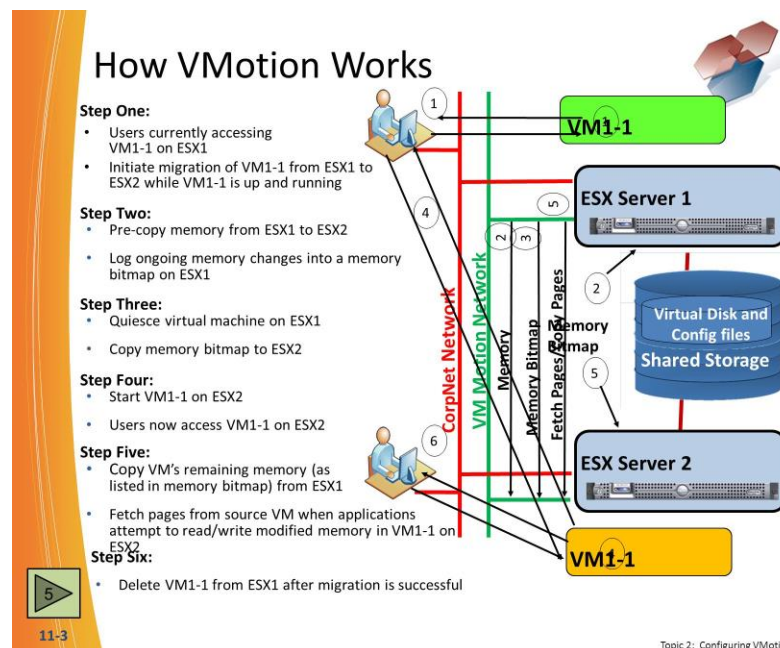 How VMotion Works
Step One:
• Users currently accessing
VM1-1 on ESX1
• Initiate migration of VM1-1 from ESX1 to
ESX2 while VM1-1 is up and running
Step Two:
• Pre-copy memory from ESX1 to ESX2
• Log ongoing memory changes into a memory
bitmap on ESX1
Step Three:
• Quiesce virtual machine on ESX1
• Copy memory bitmap to ESX2
Step Four:
• Start VM1-1 on ESX2
• Users now access VM1-1 on ESX2
Step Five:
• Copy VM's remaining memory (as
listed in memory bitmap) from ESX1
• Fetch pages from source VM when applications
attempt to read/write modified memory in VM1-1 on
ESX2
Step Six:
• Delete VM1-1 from ESX1 after migration is successful
5
11-3
1
VM1-1
ESX Server 1
4
5
2
3
2
CorpNet Network
VM Motion Network
Memory
Memory Bitmap
Fetch Pages/Copy Pages
Memory
Bitmap
Virtual Disk and
Config files
Shared Storage
5
6
ESX Server 2
VM1-1
Topic 2: Configuring VMoti